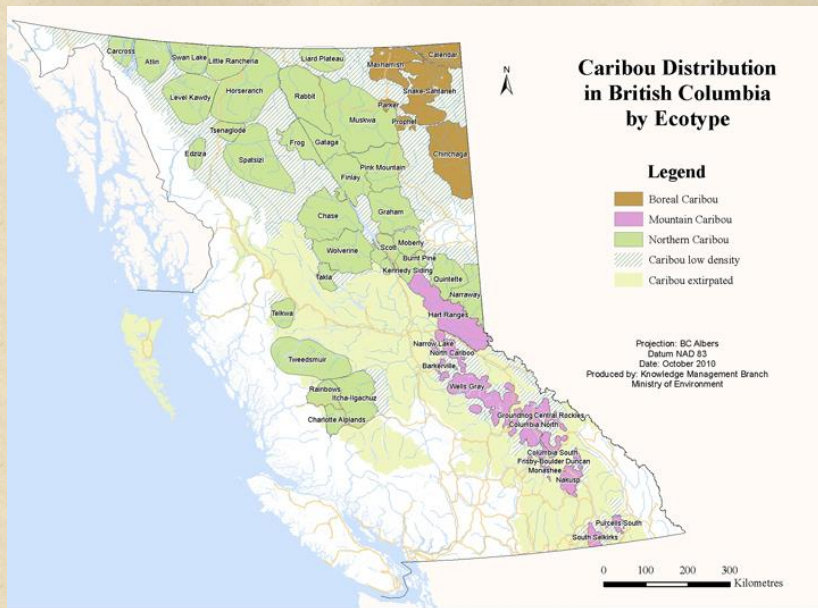 Caribou Distribution
in British Columbia
by Ecotype
N
Legend
Boreal Caribou
Mountain Caribou
Northern Caribou
Caribou low density
Caribou extirpated
Projection: BC Albers
Datum NAD 83
Date: October 2010
Produced by: Knowledge Management Branch
Ministry of Environment
0 100 200 300
Kilometres
Carcross
Atlin
Swan Lake
Little Rancheria
Liard Plateau
Maxhamish
Calendar
Level Kawdy
Horseranch
Rabbit
Muskwa
Snake-Sahtaneh
Parker
Prophet
Tsenaglode
Edziza
Spatsizi
Frog
Gataga
Chinchaga
Finlay
Pink Mountain
Chase
Graham
Wolverine
Scott
Moberly
Burnt Pine
Takla
Kennedy Siding
Quintette
Narraway
Telkwa
Hart Ranges
Tweedsmuir
Narrow Lake
North Cariboo
Barkerville
Rainbows
Itcha-Ilgachuz
Wells Gray
Charlotte Alplands
Groundhog Central Rockies
Columbia North
Columbia South
Frisby-Boulder Duncan
Monashee
Nakusp
Purcells South
South Selkirks